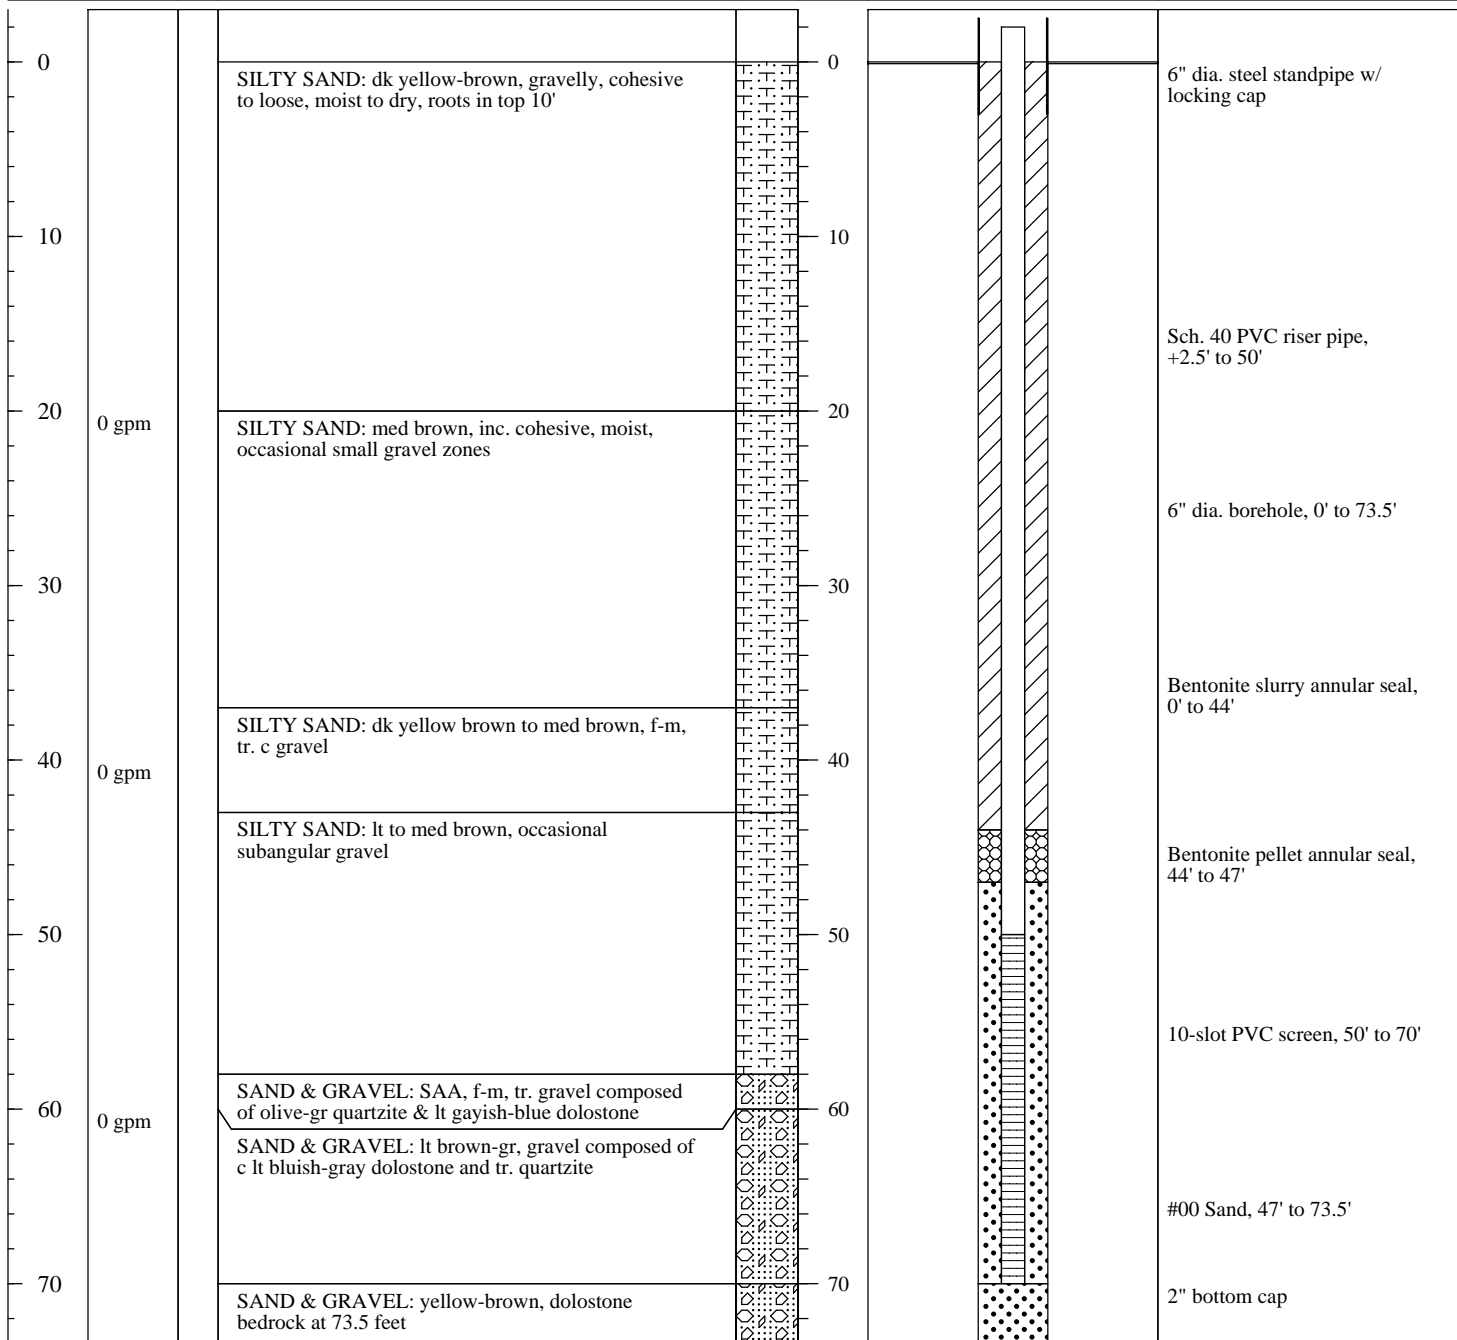 0
10
20
30
40
50
60
70
0 gpm
0 gpm
0 gpm
SILTY SAND: dk yellow-brown, gravelly, cohesive
to loose, moist to dry, roots in top 10'
SILTY SAND: med brown, inc. cohesive, moist,
occasional small gravel zones
SILTY SAND: dk yellow brown to med brown, f-m,
tr. c gravel
SILTY SAND: lt to med brown, occasional
subangular gravel
SAND & GRAVEL: SAA, f-m, tr. gravel composed
of olive-gr quartzite & lt gayish-blue dolostone
SAND & GRAVEL: lt brown-gr, gravel composed of
c lt bluish-gray dolostone and tr. quartzite
SAND & GRAVEL: yellow-brown, dolostone
bedrock at 73.5 feet
0
10
20
30
40
50
60
70
6" dia. steel standpipe w/
locking cap
Sch. 40 PVC riser pipe,
+2.5' to 50'
6" dia. borehole, 0' to 73.5'
Bentonite slurry annular seal,
0' to 44'
Bentonite pellet annular seal,
44' to 47'
10-slot PVC screen, 50' to 70'
#00 Sand, 47' to 73.5'
2" bottom cap